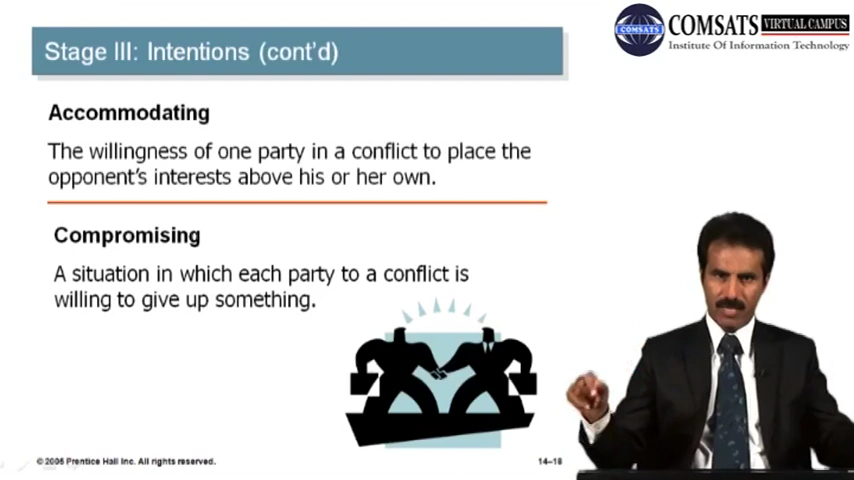 Stage III: Intentions (cont'd)
COMSATS VIRTUAL CAMPUS
COMSATS
Institute Of Information Technology
Accommodating
The willingness of one party in a conflict to place the
opponent's interests above his or her own.
Compromising
A situation in which each party to a conflict is
willing to give up something.
© 2005 Prentice Hall Inc. All rights reserved.
14–18